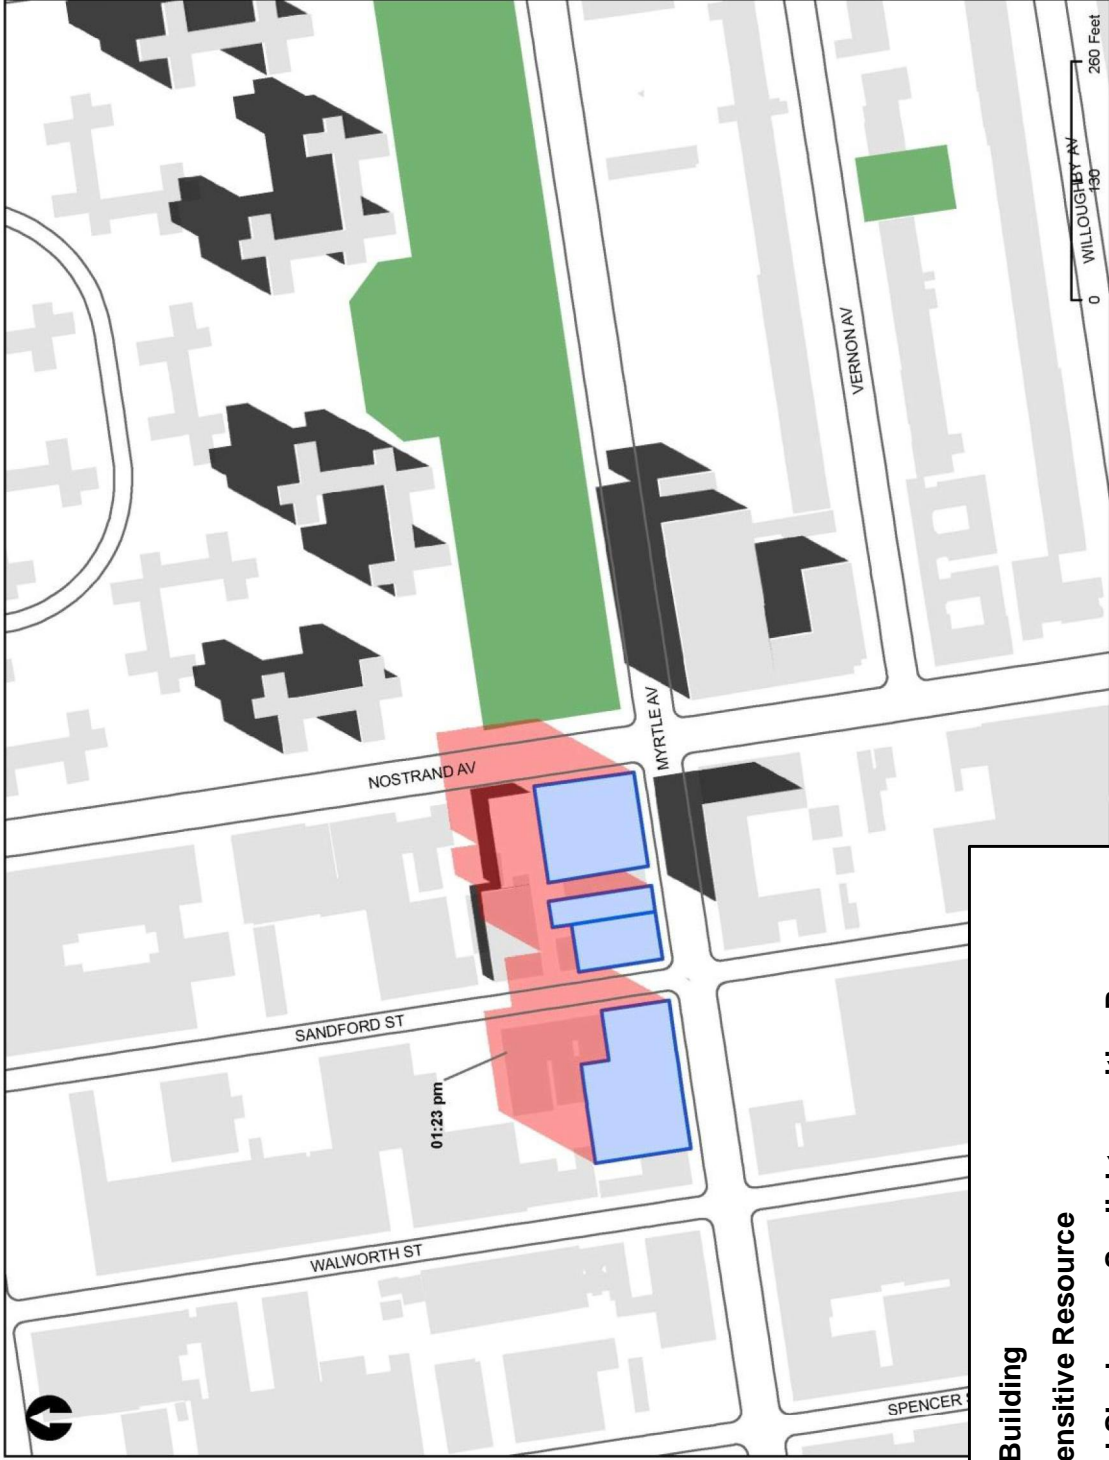 260 Feet
WILLOUGHBY AV
130
0
VERNON AV
MYRTLE AV
NOSTRAND AV
SANDFORD ST
01:23 pm
WALWORTH ST
SPENCER
Building
ensitive Resource